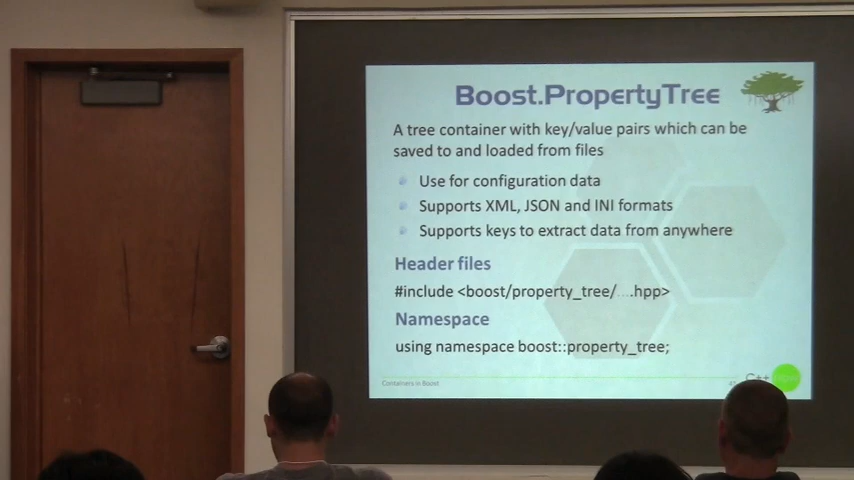 Boost.PropertyTree
A tree container with key/value pairs which can be
saved to and loaded from files
Use for configuration data
Supports XML, JSON and INI formats
Supports keys to extract data from anywhere
Header files
#include <boost/property_tree/....hpp>
Namespace
using namespace boost::property_tree;
Containers in Boost
C++